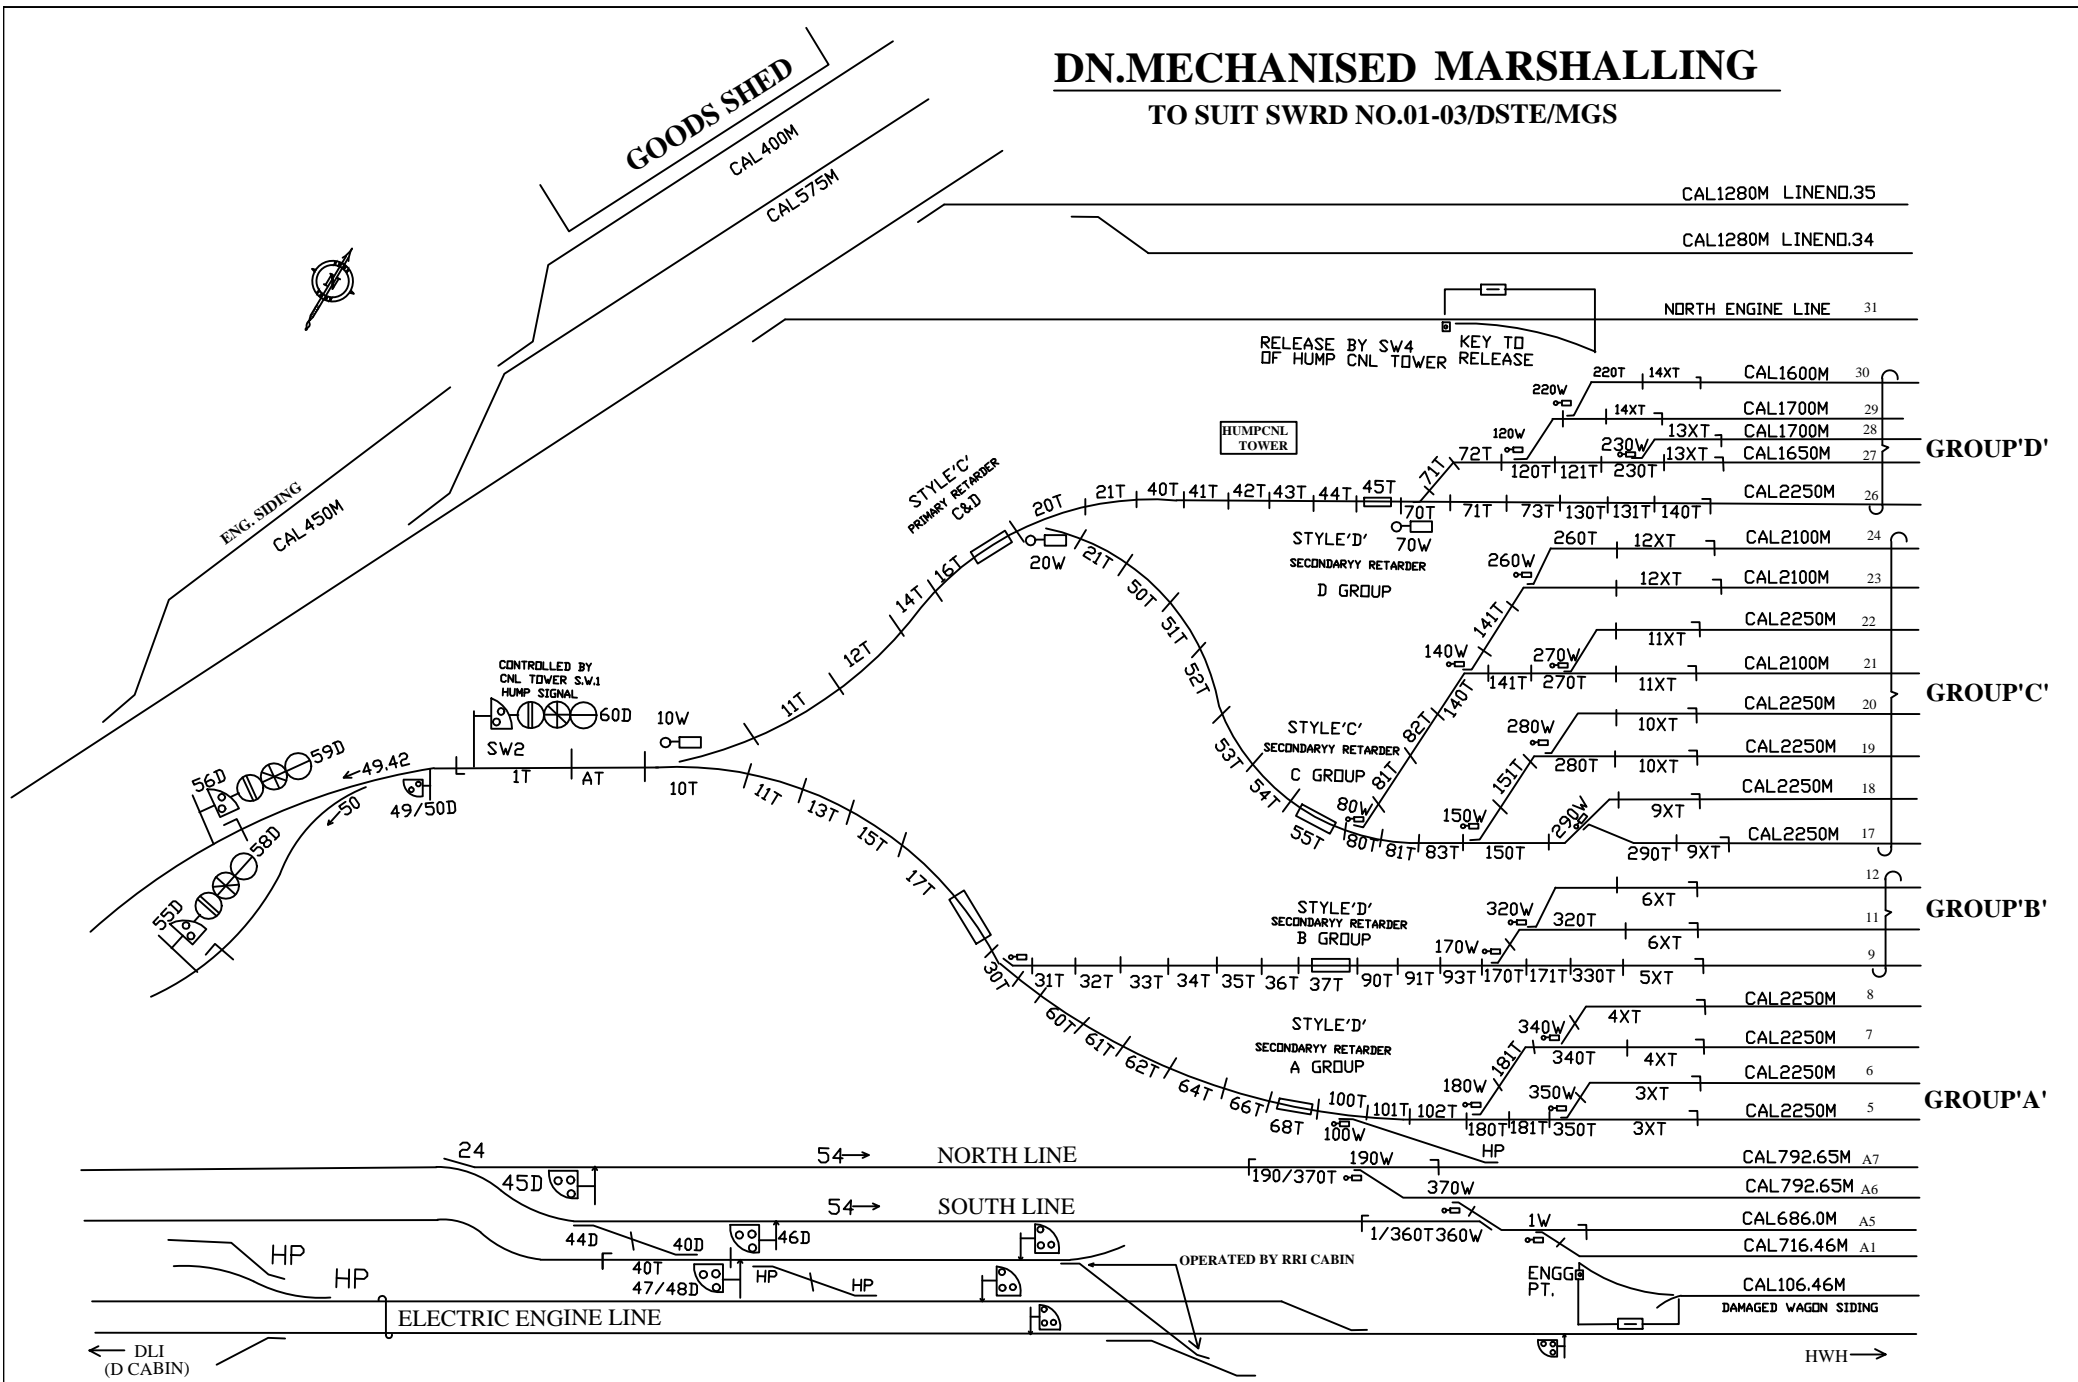 DN.MECHANISED MARSHALLING
TO SUIT SWRD NO.01-03/DSTE/MGS
GOODS SHED
CAL400M
CAL575M
CAL1280M LINENO.35
CAL1280M LINENO.34
N
NORTH ENGINE LINE 31
RELEASE BY SW4
OF HUMP CNL TOWER
KEY TO
RELEASE
ENG. SIDING
CAL450M
HUMPCNL
TOWER
220T 14XT CAL1600M 30
220W
14XT CAL1700M 29
120W
13XT CAL1700M 28
230W
72T 120T 121T 230T 13XT CAL1650M 27
GROUP'D'
71T
STYLE'C'
PRIMARY RETARDER
C&D
20T 21T 40T 41T 42T 43T 44T 45T 70T 71T 73T 130T 131T 140T CAL2250M 26
70W
STYLE'D'
SECONDARYY RETARDER
D GROUP
20W
16T
14T
12T
11T
21T
50T
51T
52T
53T
54T
55T
260T 12XT CAL2100M 24
260W
12XT CAL2100M 23
141T
11XT CAL2250M 22
140W
270W
141T 270T 11XT CAL2100M 21
140T
82T
81T
80W
GROUP'C'
10XT CAL2250M 20
280W
280T 10XT CAL2250M 19
151T
150W
290W
9XT CAL2250M 18
80T 81T 83T 150T 290T 9XT CAL2250M 17
STYLE'C'
SECONDARYY RETARDER
C GROUP
CONTROLLED BY
CNL TOWER S.W.1
HUMP SIGNAL
60D
10W
SW2
1T AT 10T
11T
13T
15T
17T
56D
59D
49.42
50
49/50D
58D
55D
STYLE'D'
SECONDARYY RETARDER
B GROUP
320W
6XT 12
320T 6XT 11
GROUP'B'
170W
30T 31T 32T 33T 34T 35T 36T 37T 90T 91T 93T 170T 171T 330T 5XT 9
STYLE'D'
SECONDARYY RETARDER
A GROUP
60T
61T
62T
64T
66T
68T
4XT CAL2250M 8
340W
181T
340T 4XT CAL2250M 7
180W
350W
3XT CAL2250M 6
GROUP'A'
100T 101T 102T 180T 181T 350T 3XT CAL2250M 5
100W
HP
24
54
NORTH LINE
190W
CAL792.65M A7
45D
190/370T
370W
CAL792.65M A6
54
SOUTH LINE
1/360T 360W
1W
CAL686.0M A5
44D
40D
46D
CAL716.46M A1
HP
HP
40T
47/48D
HP
HP
OPERATED BY RRI CABIN
ENGG
PT.
CAL106.46M
DAMAGED WAGON SIDING
ELECTRIC ENGINE LINE
DLI
(D CABIN)
HWH